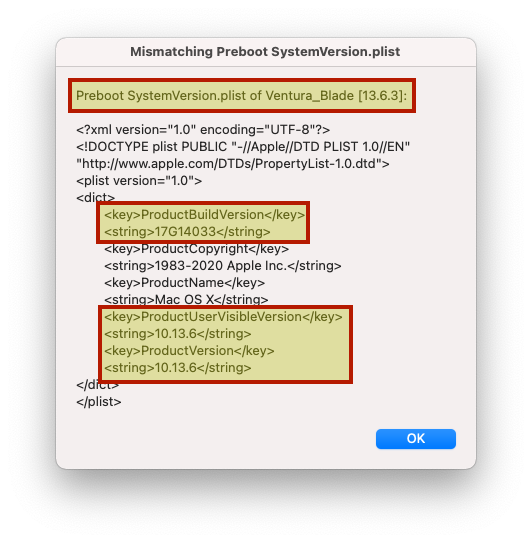 Mismatching Preboot SystemVersion.plist
Preboot SystemVersion.plist of Ventura_Blade [13.6.3]:
<?xml version="1.0" encoding="UTF-8"?>
<!DOCTYPE plist PUBLIC "-//Apple//DTD PLIST 1.0//EN"
"http://www.apple.com/DTDs/PropertyList-1.0.dtd">
<plist version="1.0">
<dict>
<key>ProductBuildVersion</key>
<string>17G14033</string>
<key>ProductCopyright</key>
<string>1983-2020 Apple Inc.</string>
<key>ProductName</key>
<string>Mac OS X</string>
<key>ProductUserVisibleVersion</key>
<string>10.13.6</string>
<key>ProductVersion</key>
<string>10.13.6</string>
</dict>
</plist>
OK